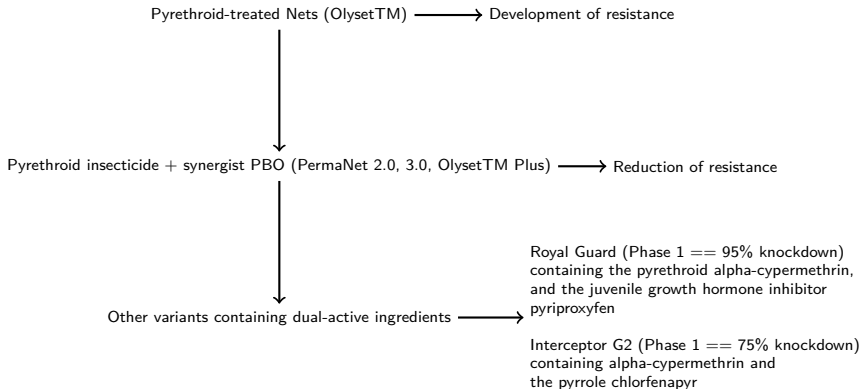 Pyrethroid-treated Nets (OlysetTM)
Development of resistance
Pyrethroid insecticide + synergist PBO (PermaNet 2.0, 3.0, OlysetTM Plus)
Reduction of resistance
Other variants containing dual-active ingredients
Royal Guard (Phase 1 == 95% knockdown)
containing the pyrethroid alpha-cypermethrin,
and the juvenile growth hormone inhibitor
pyriproxyfen
Interceptor G2 (Phase 1 == 75% knockdown)
containing alpha-cypermethrin and
the pyrrole chlorfenapyr